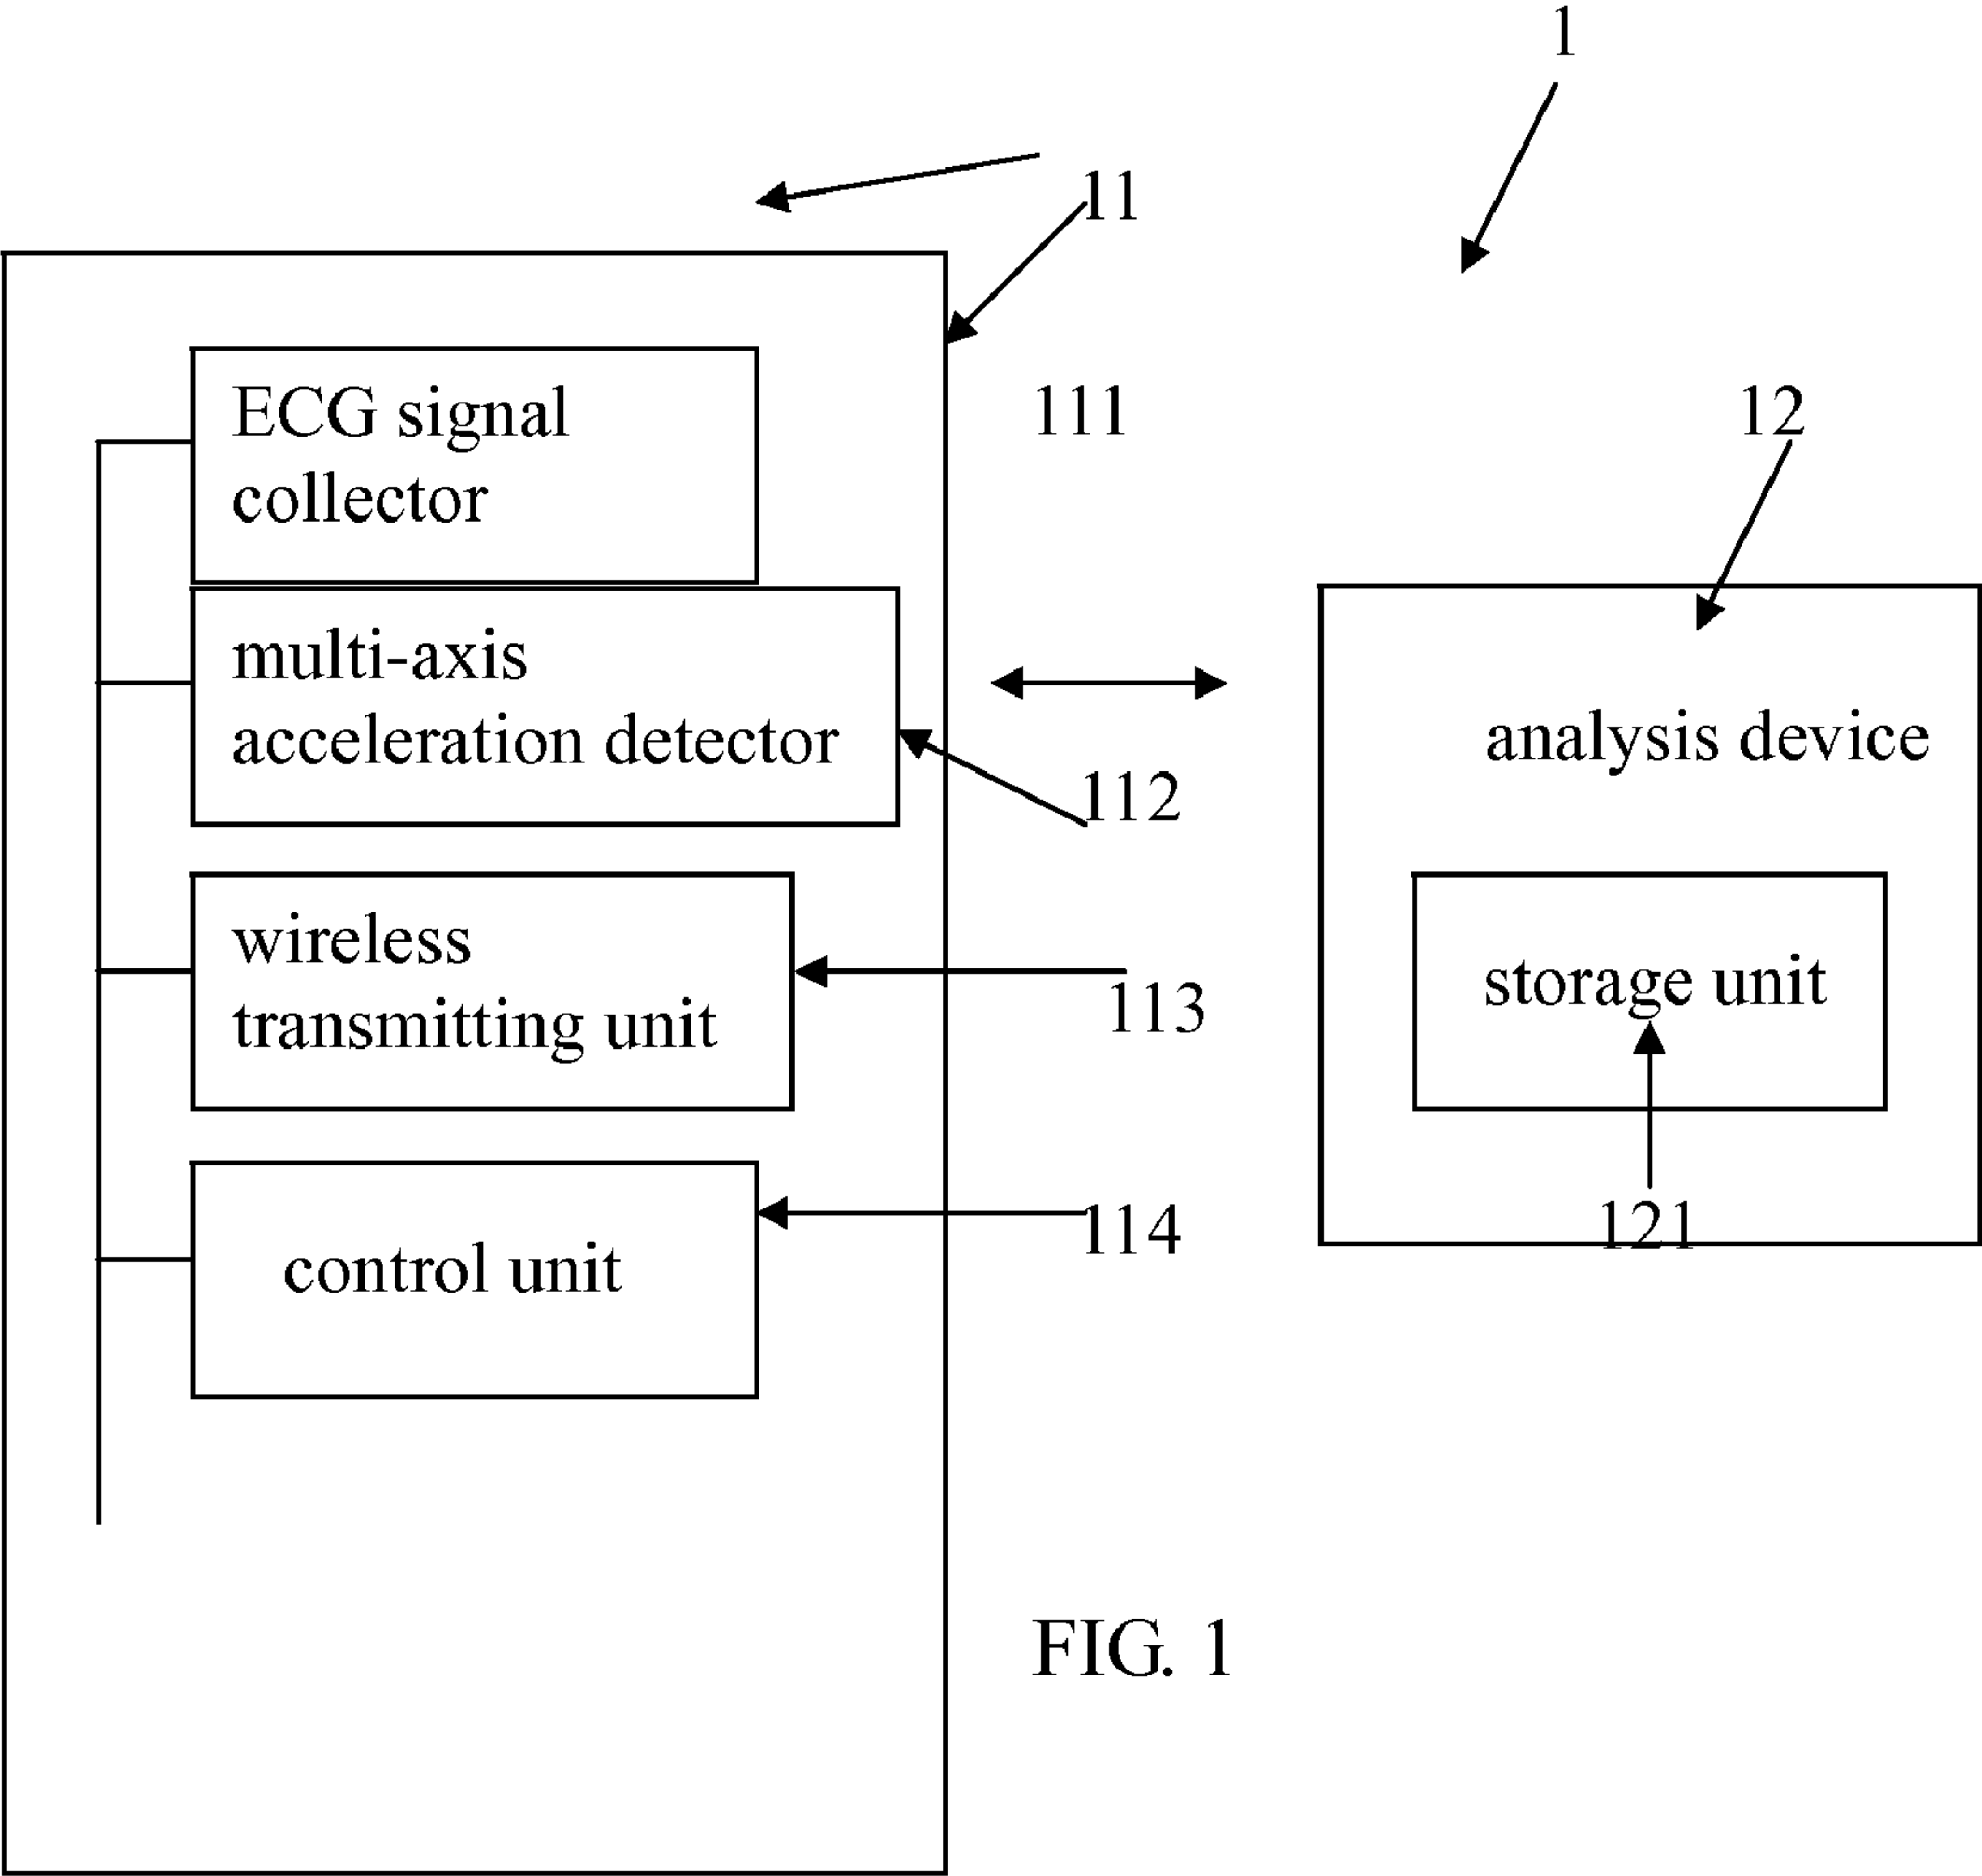 1
11
ECG signal
collector
111
12
multi-axis
acceleration detector
112
analysis device
wireless
transmitting unit
113
storage unit
114
121
control unit
FIG. 1